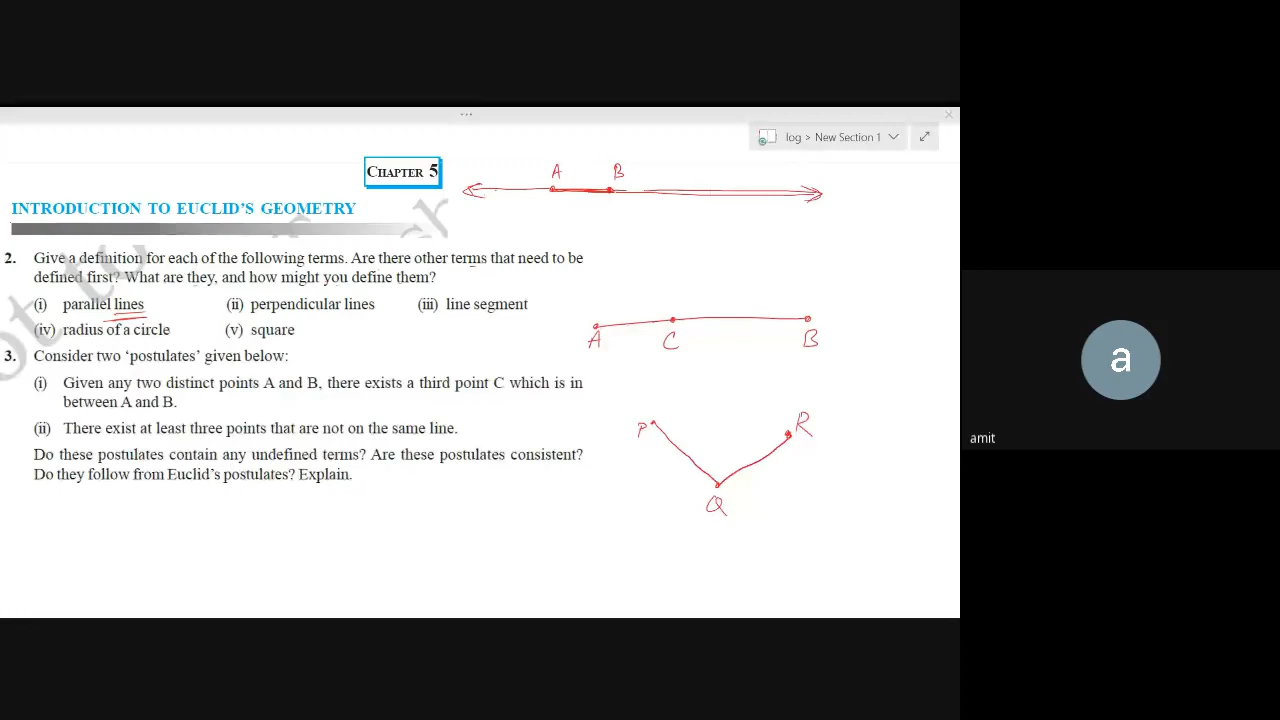 log > New Section 1
CHAPTER 5
A B
INTRODUCTION TO EUCLID'S GEOMETRY
2. Give a definition for each of the following terms. Are there other terms that need to be
defined first? What are they, and how might you define them?
(i) parallel lines (ii) perpendicular lines (iii) line segment
(iv) radius of a circle (v) square
A C B
3. Consider two ‘postulates’ given below:
(i) Given any two distinct points A and B, there exists a third point C which is in
between A and B.
(ii) There exist at least three points that are not on the same line.
P R
Do these postulates contain any undefined terms? Are these postulates consistent?
Do they follow from Euclid's postulates? Explain.
Q
a
amit